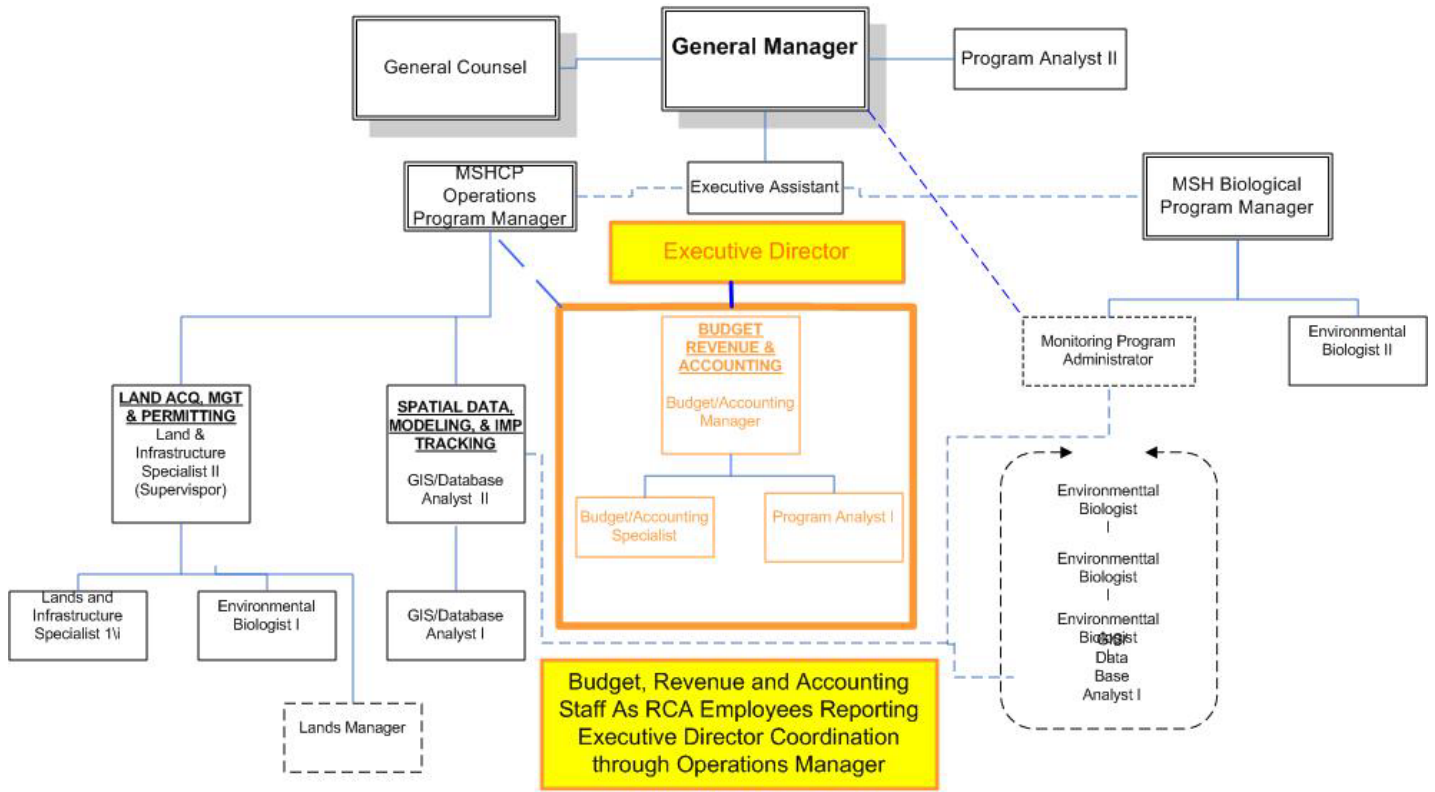 General Manager
General Counsel
Program Analyst II
MSHCP
Operations
Program Manager
Executive Assistant
MSH Biological
Program Manager
Executive Director
BUDGET
REVENUE &
ACCOUNTING
Budget/Accounting
Manager
Monitoring Program
Administrator
Environmental
Biologist II
LAND ACQ, MGT
& PERMITTING
Land &
Infrastructure
Specialist II
(Supervispor)
SPATIAL DATA,
MODELING, & IMP
TRACKING
GIS/Database
Analyst II
Budget/Accounting
Specialist
Program Analyst I
Environmenttal
Biologist
I
Environmenttal
Biologist
I
Environmenttal
Biologist
I
GIS/
Data
Base
Analyst I
Lands and
Infrastructure
Specialist 1\i
Environmental
Biologist I
GIS/Database
Analyst I
Lands Manager
Budget, Revenue and Accounting
Staff As RCA Employees Reporting
Executive Director Coordination
through Operations Manager